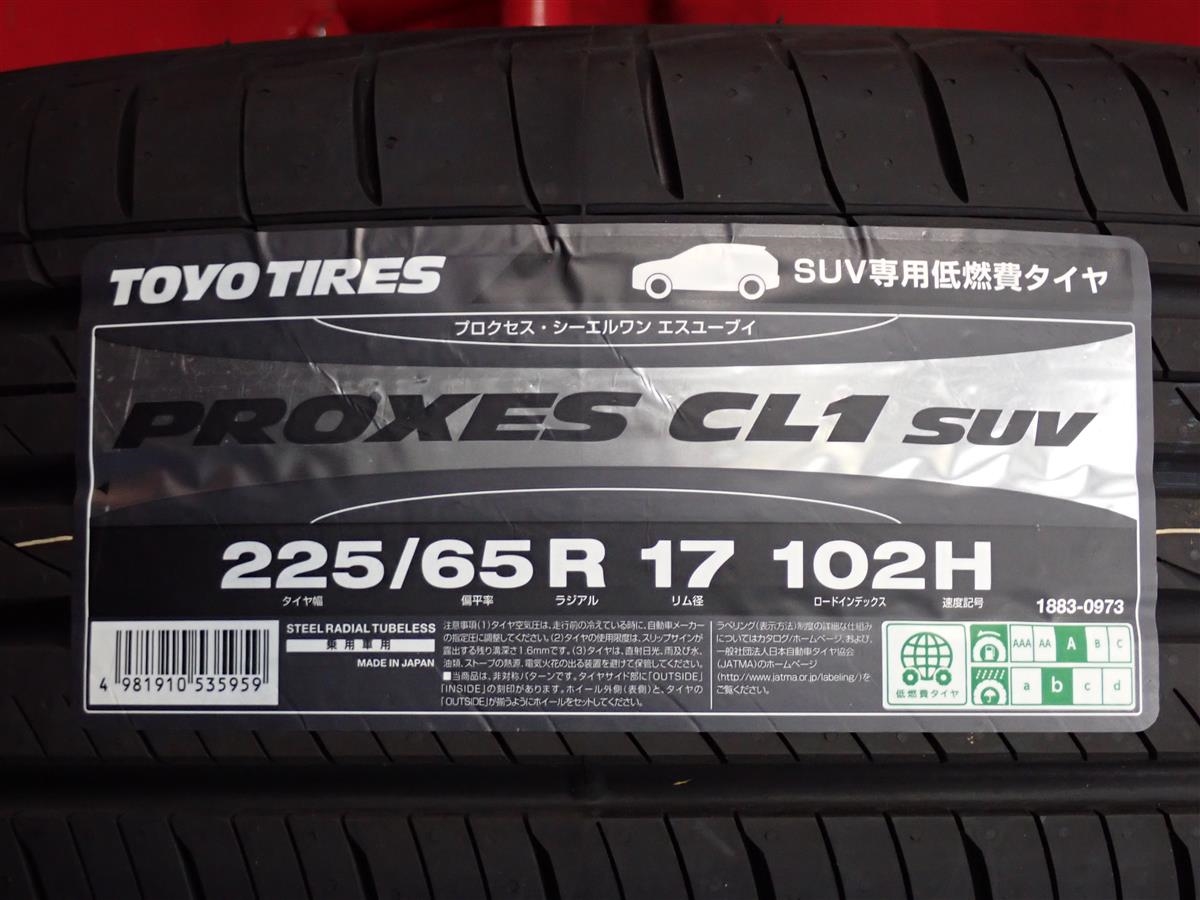 TOYO TIRES
SUV専用低燃費タイヤ
プロクセス・シーエルワン エスユーブイ
PROXES CL1 SUV
225/65 R 17 102 H
タイヤ幅 偏平率 ラジアル リム径 ロードインデックス 速度記号
1883-0973
4 981910 535959
STEEL RADIAL TUBELESS
乗用車用
MADE IN JAPAN
注意事項(1)タイヤ空気圧は、走行前の冷えている時に、自動車メーカー
の指定圧に調整してください。(2)タイヤの使用限度は、スリップサインが
露出する残り溝深さ1.6mmです。(3)タイヤは、直射日光、雨及び水、
油類、ストーブの熱源、電気火花の出る装置を避けて保管してください。
■当商品は、非対称パターンです。タイヤサイド部に「OUTSIDE」
「INSIDE」の刻印があります。ホイール外側(表側)と、タイヤの
「OUTSIDE」が揃うようにホイールをセットしてください。
ラベリング(表示方法)制度の詳細な仕組み
についてはカタログ/ホームページ、および、
一般社団法人日本自動車タイヤ協会
(JATMA)のホームページ
(http://www.jatma.or.jp/labeling/)を
ご覧ください。
低燃費タイヤ
AAA AA A B C
a b c d